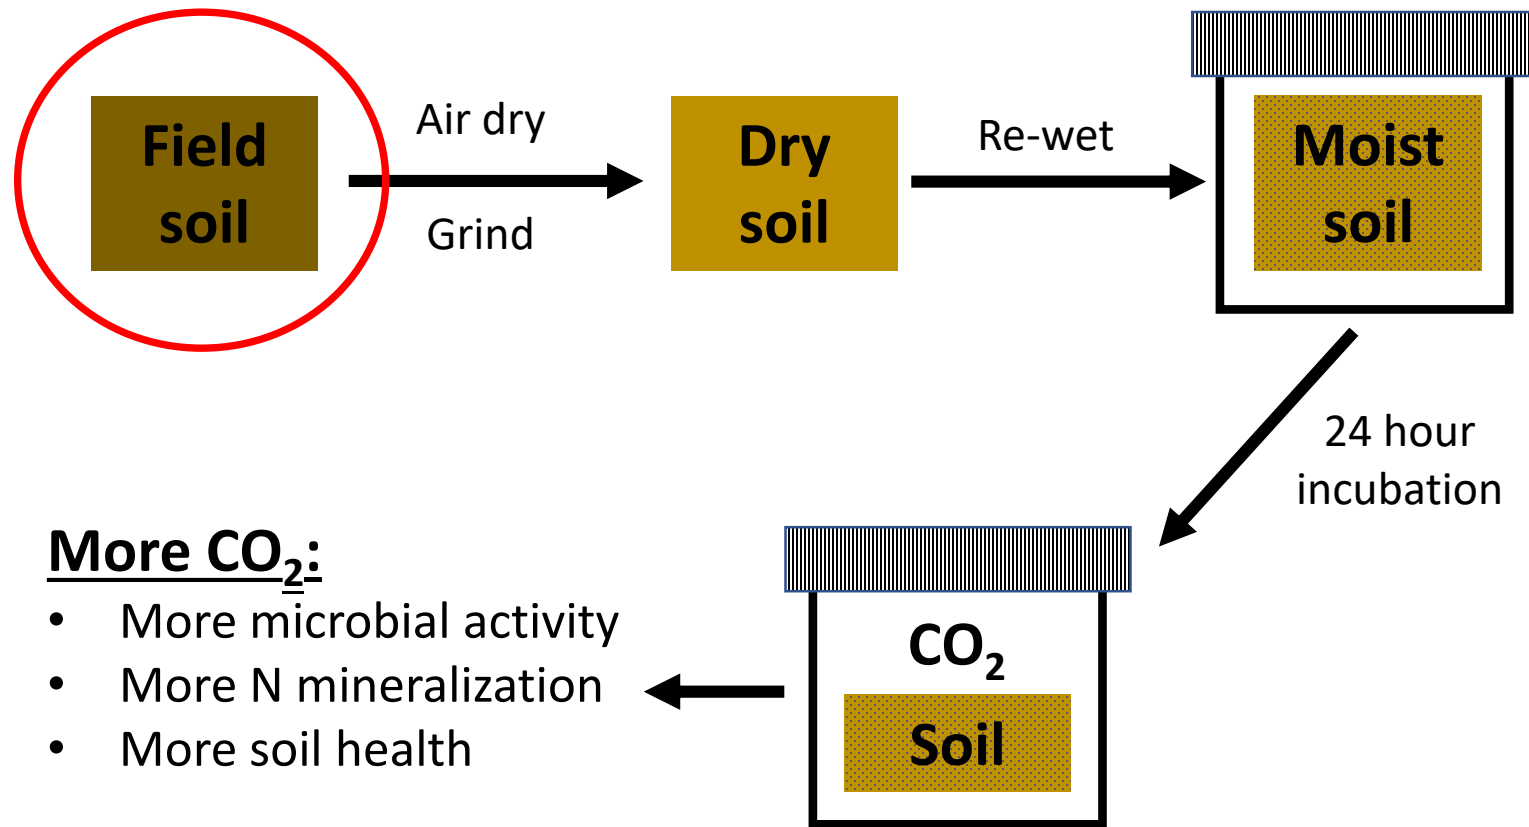 Field
soil
Air dry
Grind
Dry
soil
Re-wet
Moist
soil
24 hour
incubation
CO₂
Soil
More CO₂:
• More microbial activity
• More N mineralization
• More soil health